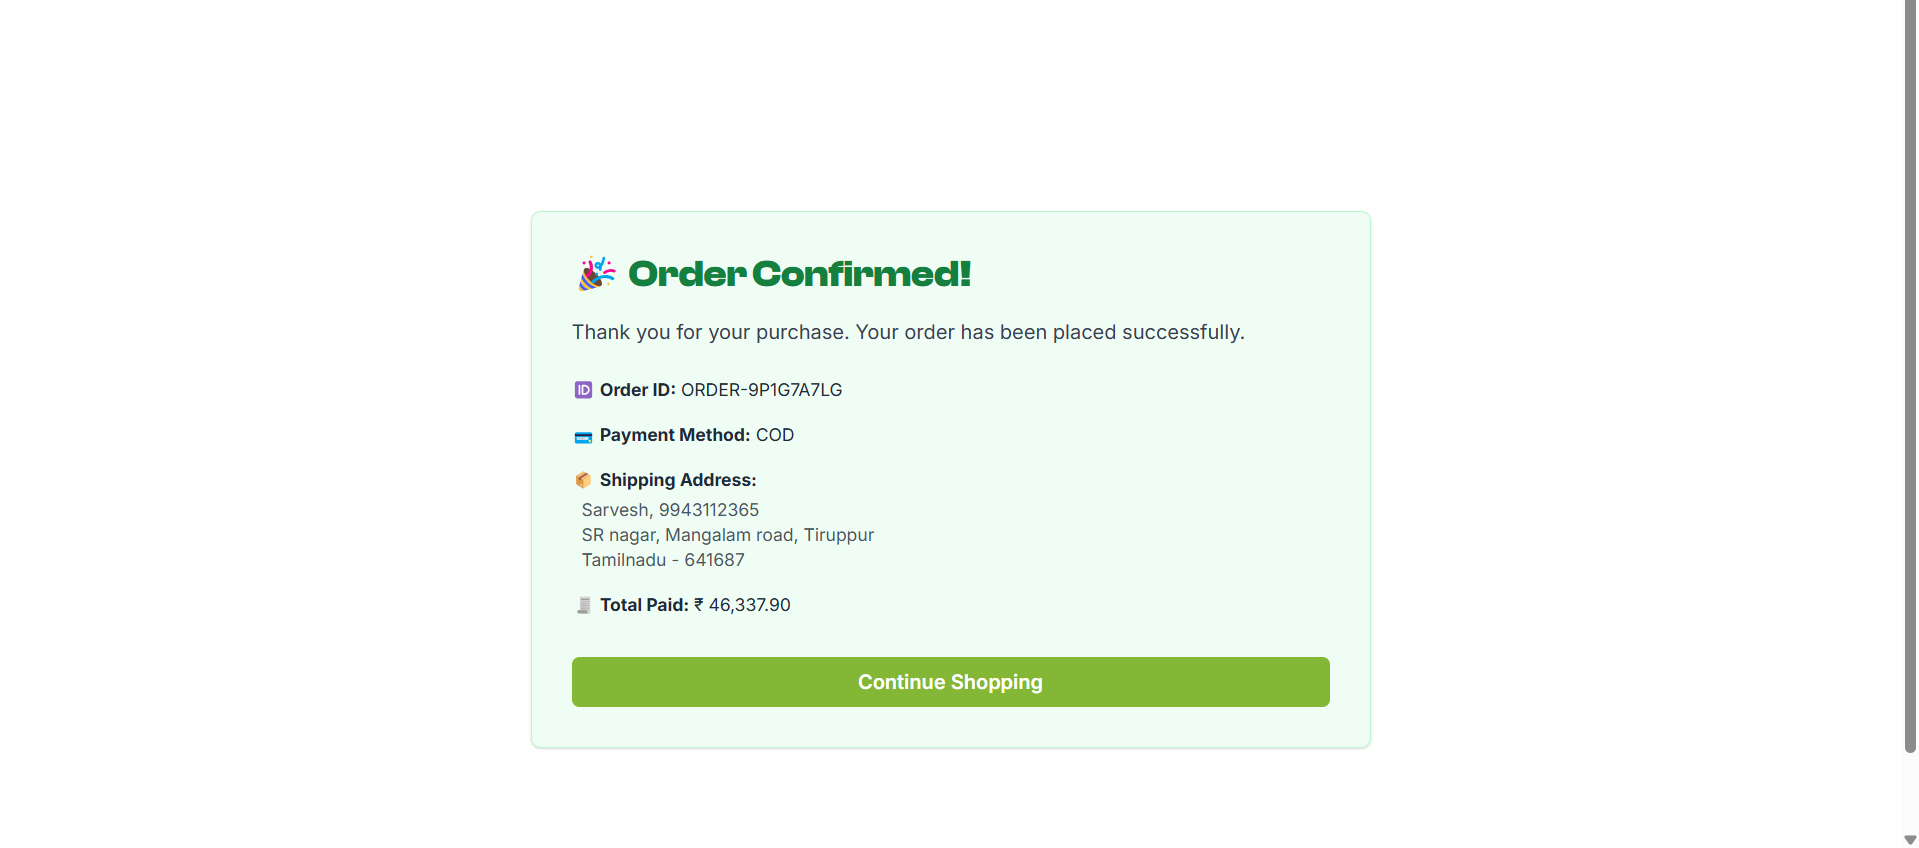 🎉 Order Confirmed!
Thank you for your purchase. Your order has been placed successfully.
🆔 Order ID: ORDER-9P1G7A7LG
💳 Payment Method: COD
📦 Shipping Address:
Sarvesh, 9943112365
SR nagar, Mangalam road, Tiruppur
Tamilnadu - 641687
🧾 Total Paid: ₹ 46,337.90
Continue Shopping